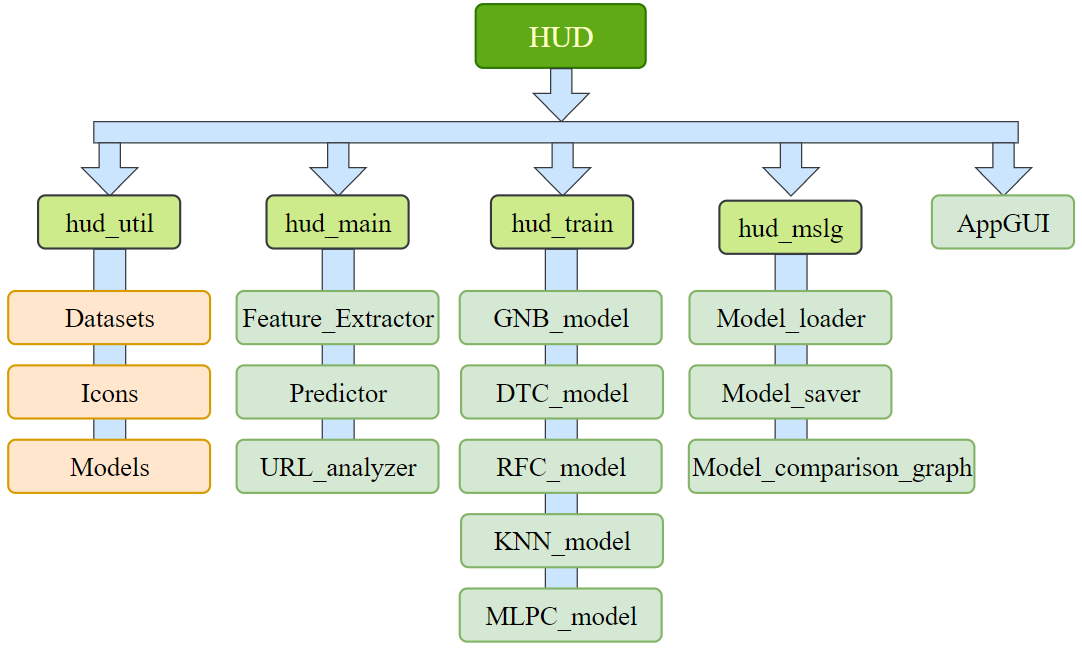 HUD
hud_util
hud_main
hud_train
hud_mslg
AppGUI
Datasets
Feature_Extractor
GNB_model
Model_loader
Icons
Predictor
DTC_model
Model_saver
Models
URL_analyzer
RFC_model
Model_comparison_graph
KNN_model
MLPC_model